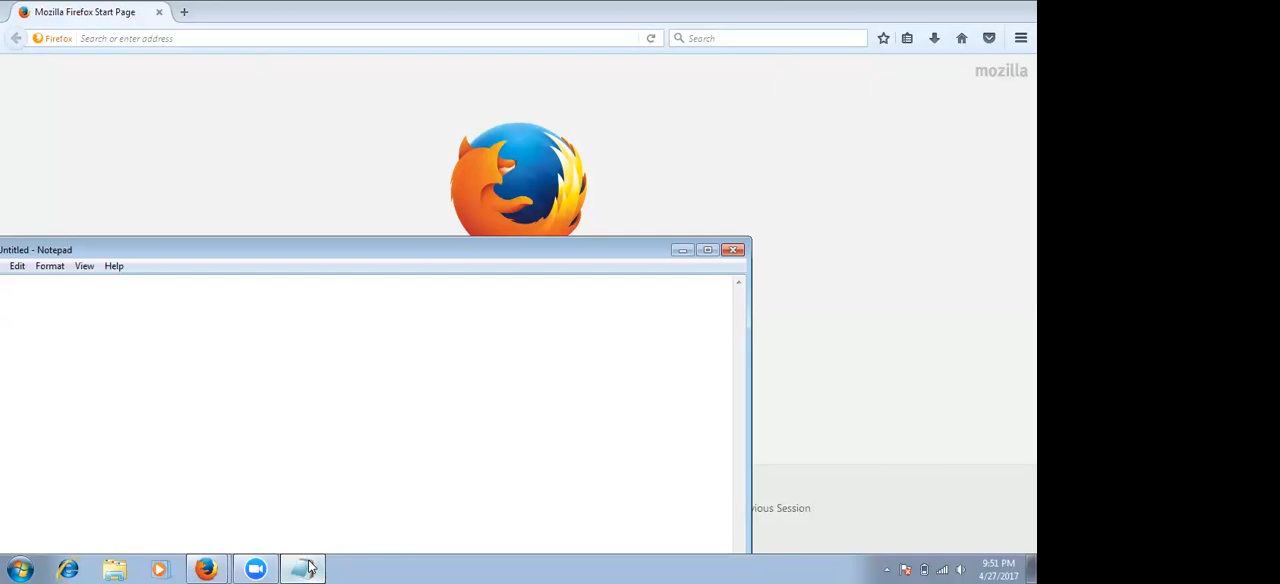 Mozilla Firefox Start Page
Firefox Search or enter address Search
mozilla
Untitled - Notepad
Edit Format View Help
vious Session
9:51 PM
4/27/2017